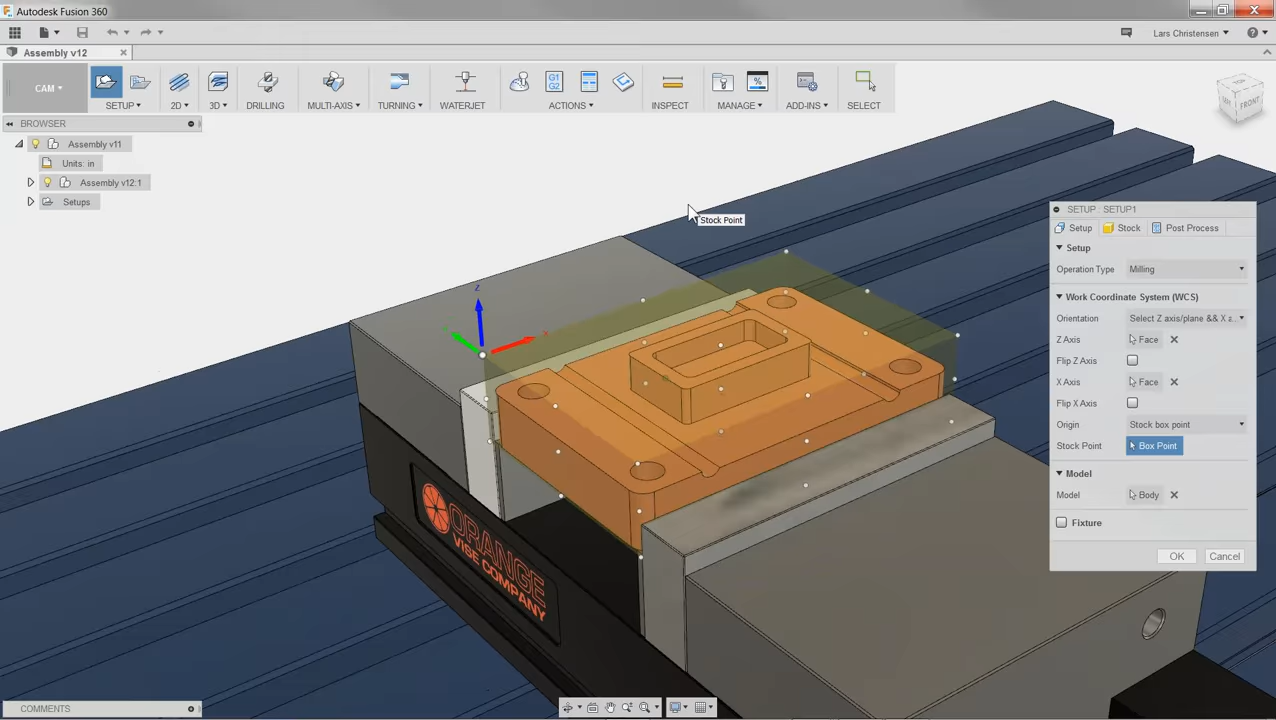 Autodesk Fusion 360
Lars Christensen
Assembly v12
CAM
SETUP
2D
3D
DRILLING
MULTI-AXIS
TURNING
WATERJET
G1
G2
ACTIONS
INSPECT
MANAGE
ADD-INS
SELECT
BROWSER
Assembly v11
Units: in
Assembly v12:1
Setups
TOP
FRONT
Stock Point
Z
X
ORANGE
VISE COMPANY
SETUP : SETUP1
Setup
Stock
Post Process
Setup
Operation Type
Milling
Work Coordinate System (WCS)
Orientation
Select Z axis/plane && X a..
Z Axis
Face
Flip Z Axis
X Axis
Face
Flip X Axis
Origin
Stock box point
Stock Point
Box Point
Model
Model
Body
Fixture
OK
Cancel
COMMENTS